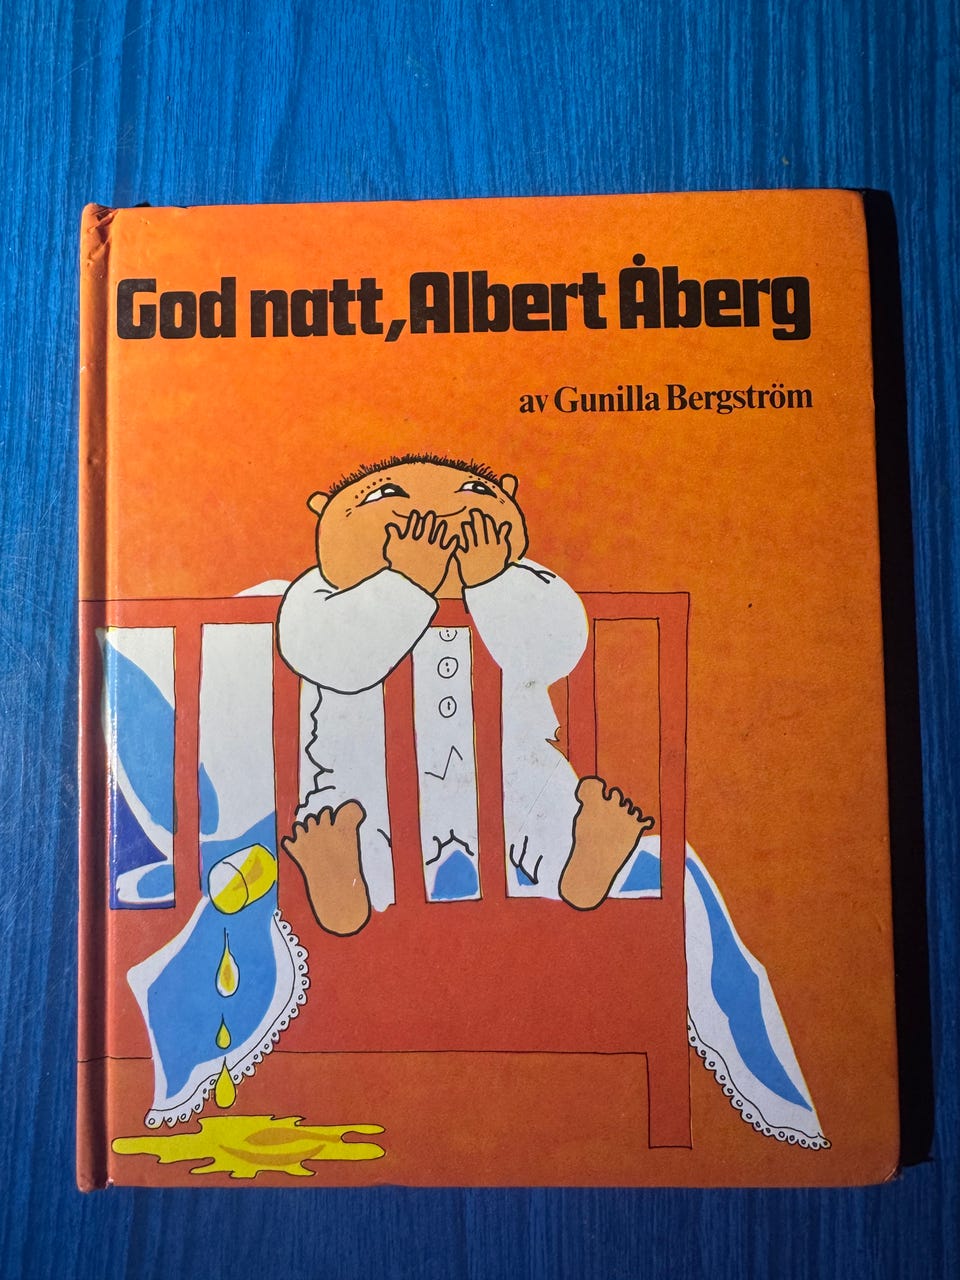 God natt, Albert Åberg
av Gunilla Bergström